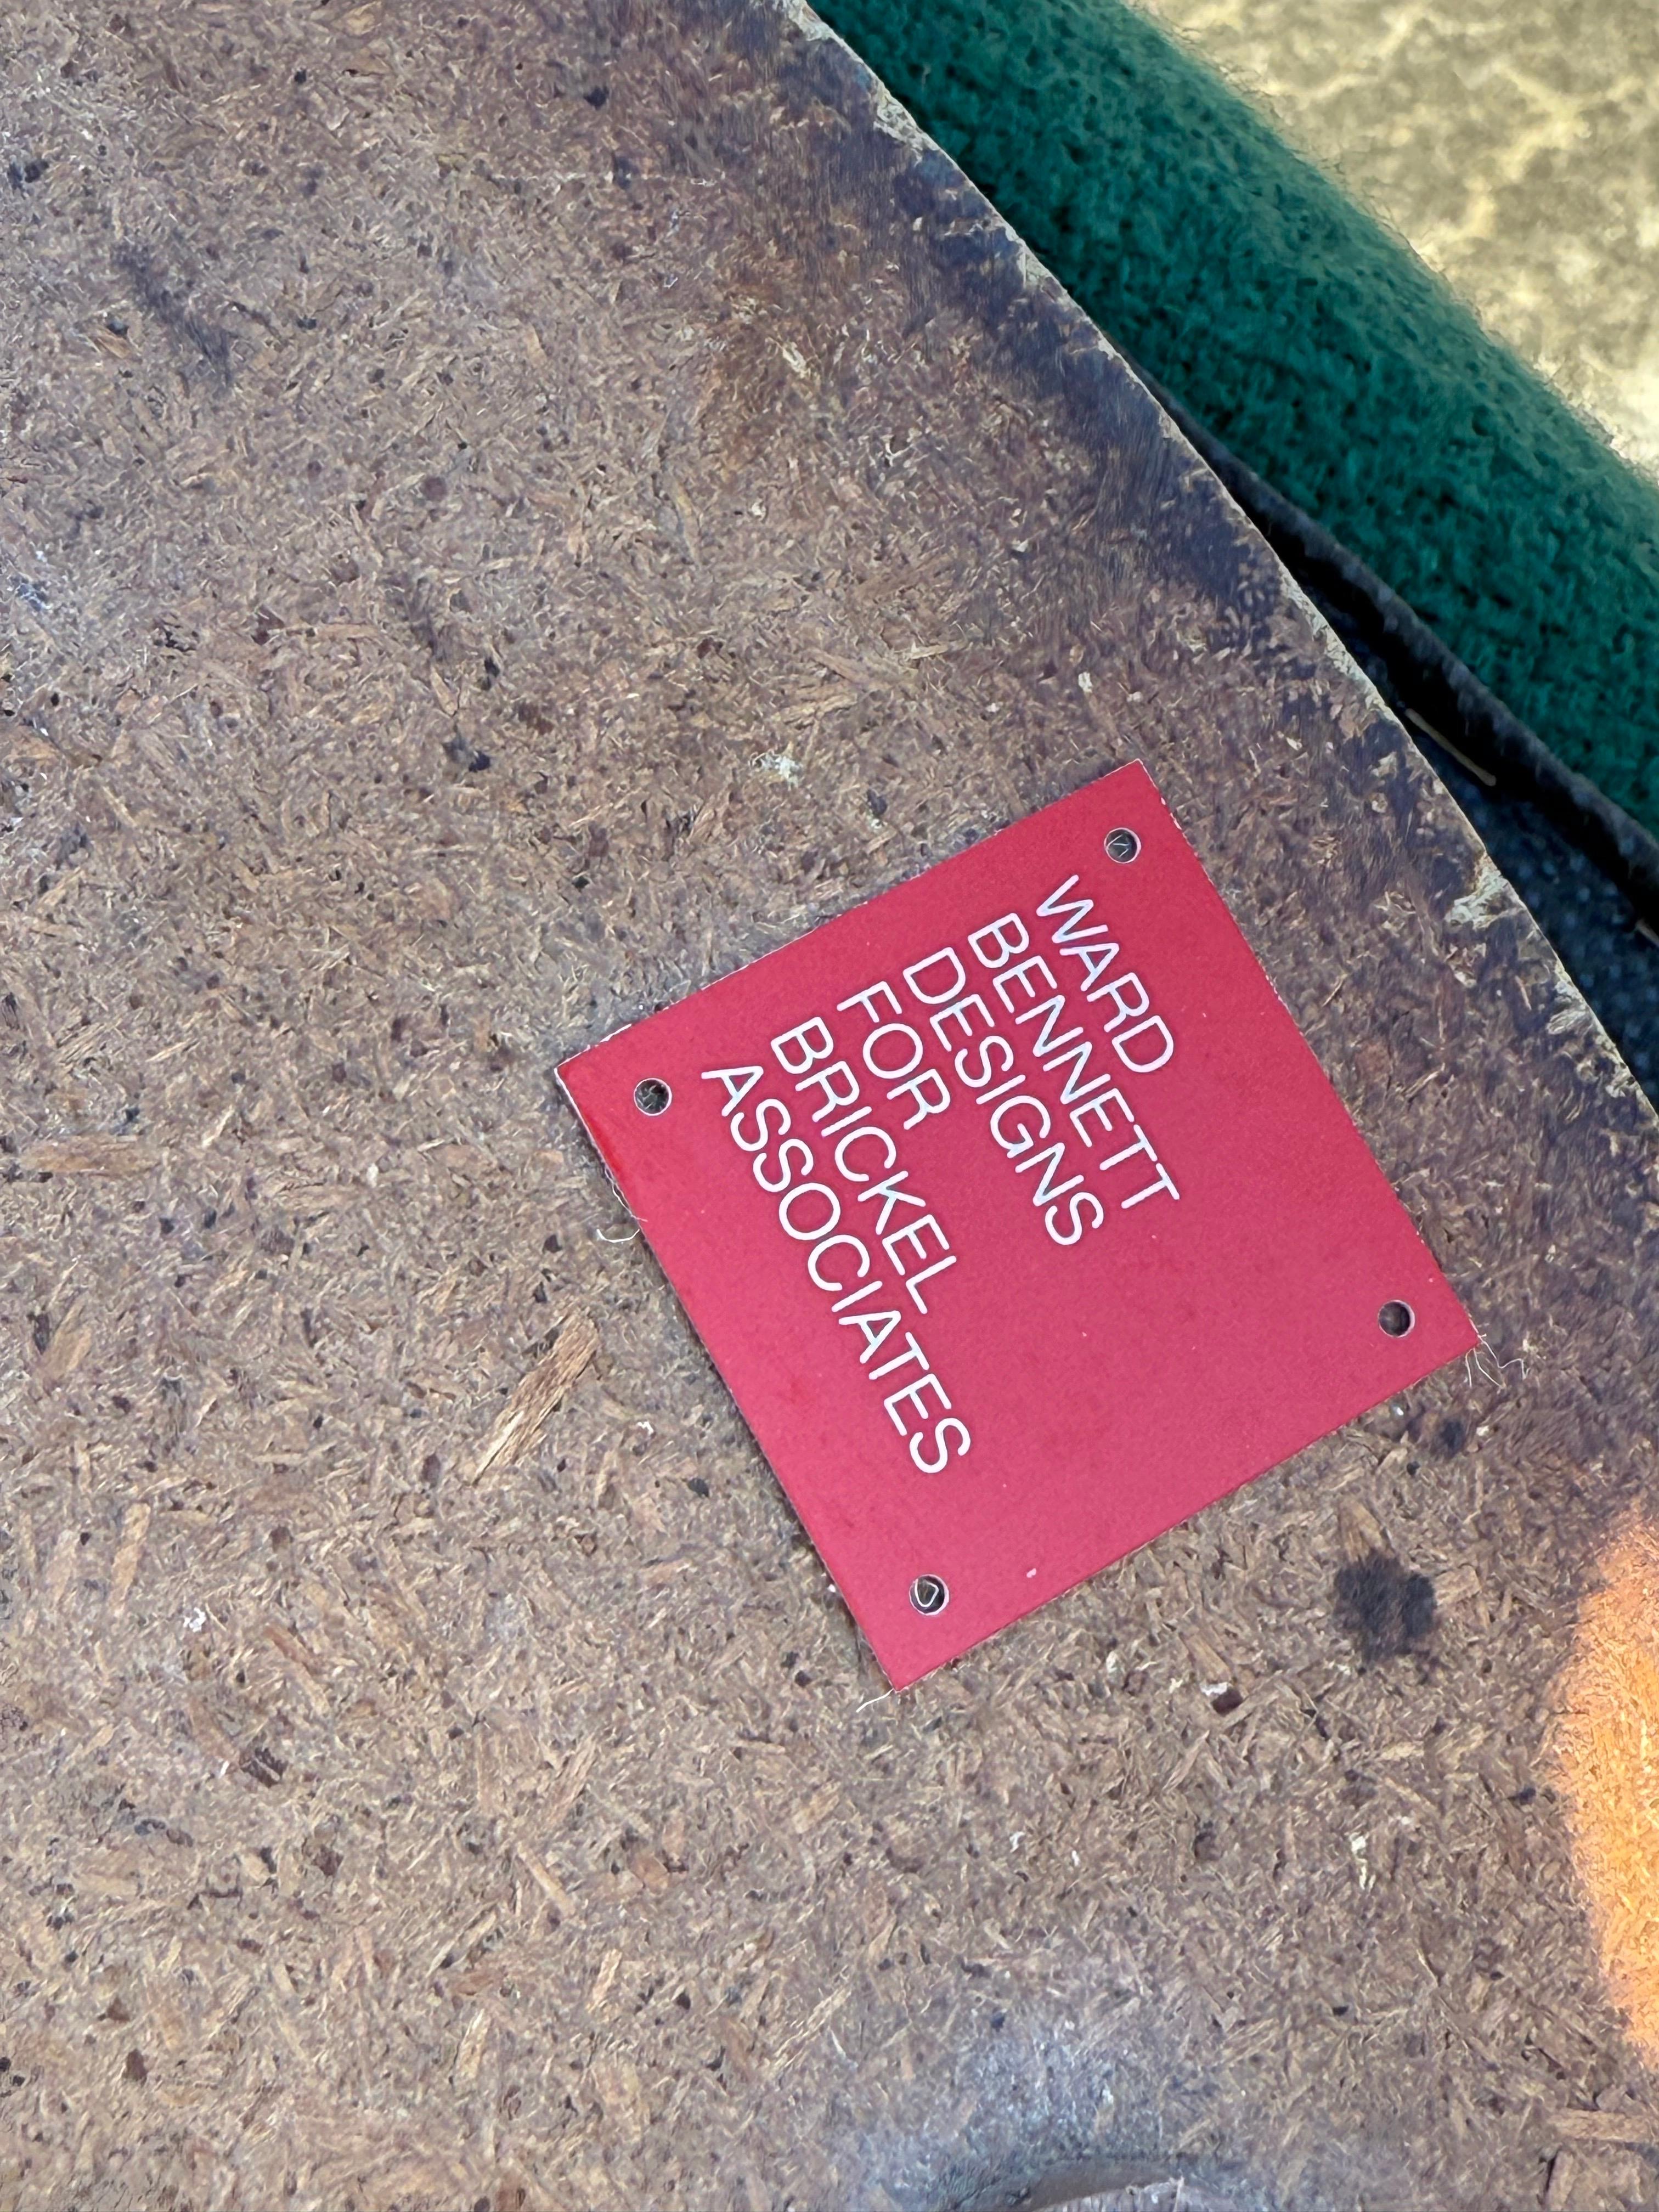 WARD
BENNETT
DESIGNS
FOR
BRICKEL
ASSOCIATES